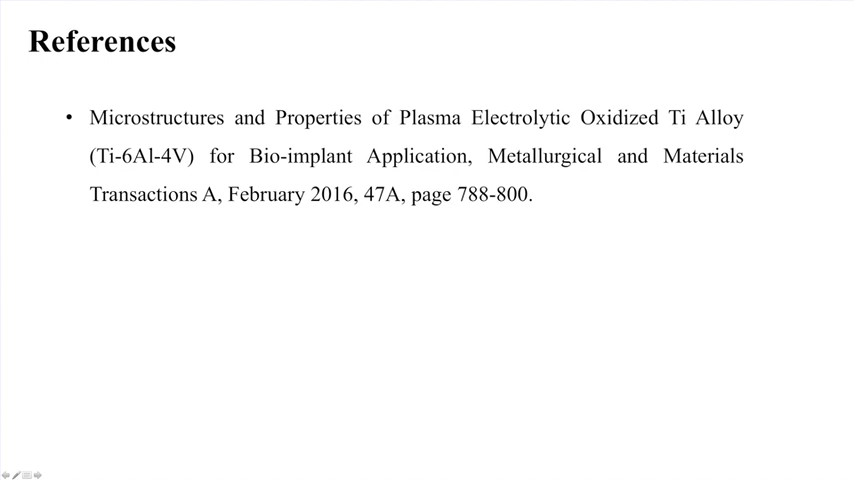 References
• Microstructures and Properties of Plasma Electrolytic Oxidized Ti Alloy
(Ti-6Al-4V) for Bio-implant Application, Metallurgical and Materials
Transactions A, February 2016, 47A, page 788-800.